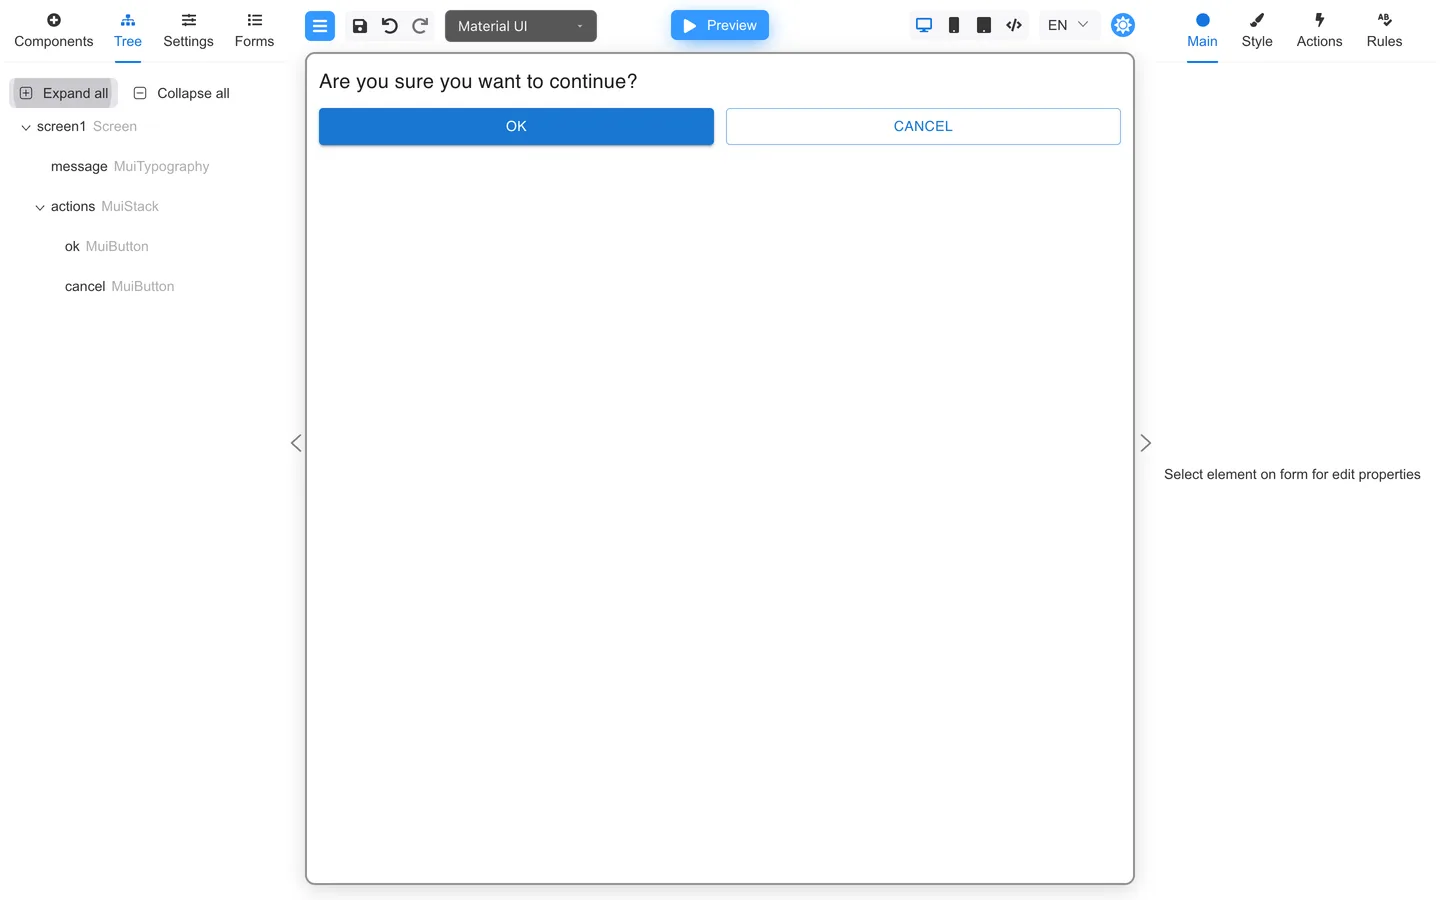 Components Tree Settings Forms
Material UI
Preview
EN
Main Style Actions AB Rules
Expand all Collapse all
screen1 Screen
message MuiTypography
actions MuiStack
ok MuiButton
cancel MuiButton
Are you sure you want to continue?
OK CANCEL
Select element on form for edit properties